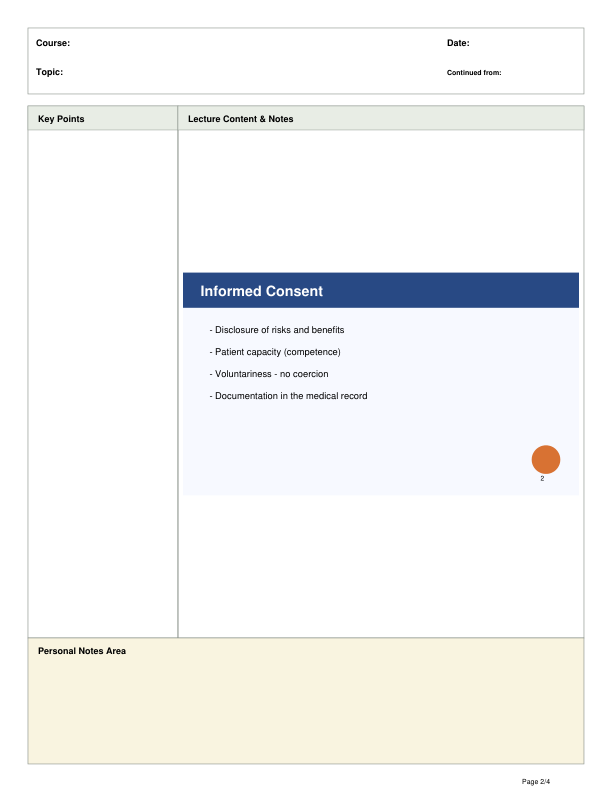 Course:
Date:
Topic:
Continued from:
Key Points
Lecture Content & Notes
Informed Consent
- Disclosure of risks and benefits
- Patient capacity (competence)
- Voluntariness - no coercion
- Documentation in the medical record
2
Personal Notes Area
Page 2/4